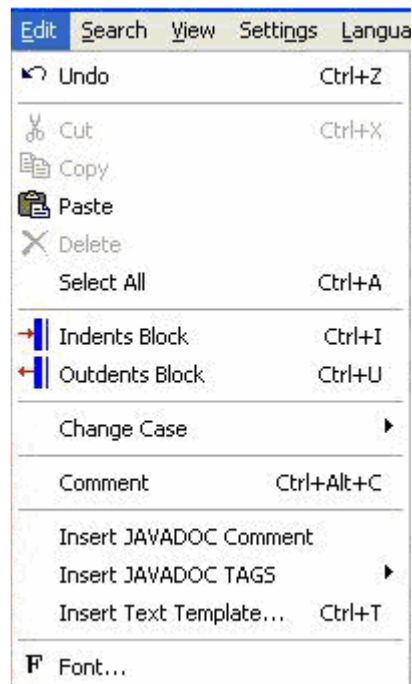 Edit Search View Settings Langua
Undo Ctrl+Z
Cut Ctrl+X
Copy
Paste
Delete
Select All Ctrl+A
Indents Block Ctrl+I
Outdents Block Ctrl+U
Change Case
Comment Ctrl+Alt+C
Insert JAVADOC Comment
Insert JAVADOC TAGS
Insert Text Template... Ctrl+T
F Font...